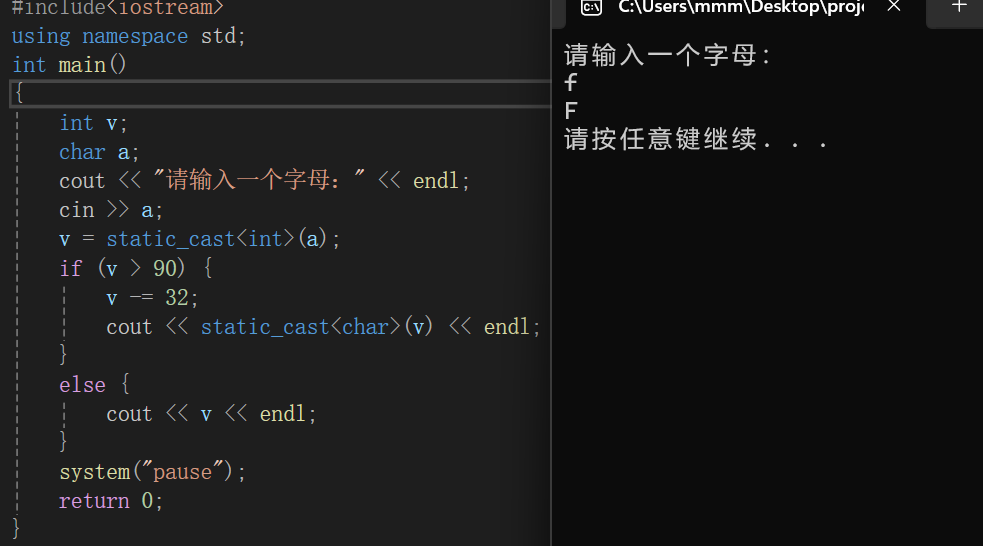 #include<iostream>
using namespace std;
int main()
{
int v;
char a;
cout << "请输入一个字母：" << endl;
cin >> a;
v = static_cast<int>(a);
if (v > 90) {
v -= 32;
cout << static_cast<char>(v) << endl;
}
else {
cout << v << endl;
}
system("pause");
return 0;
}
C:\Users\mmm\Desktop\proj
请输入一个字母：
f
F
请按任意键继续. . .